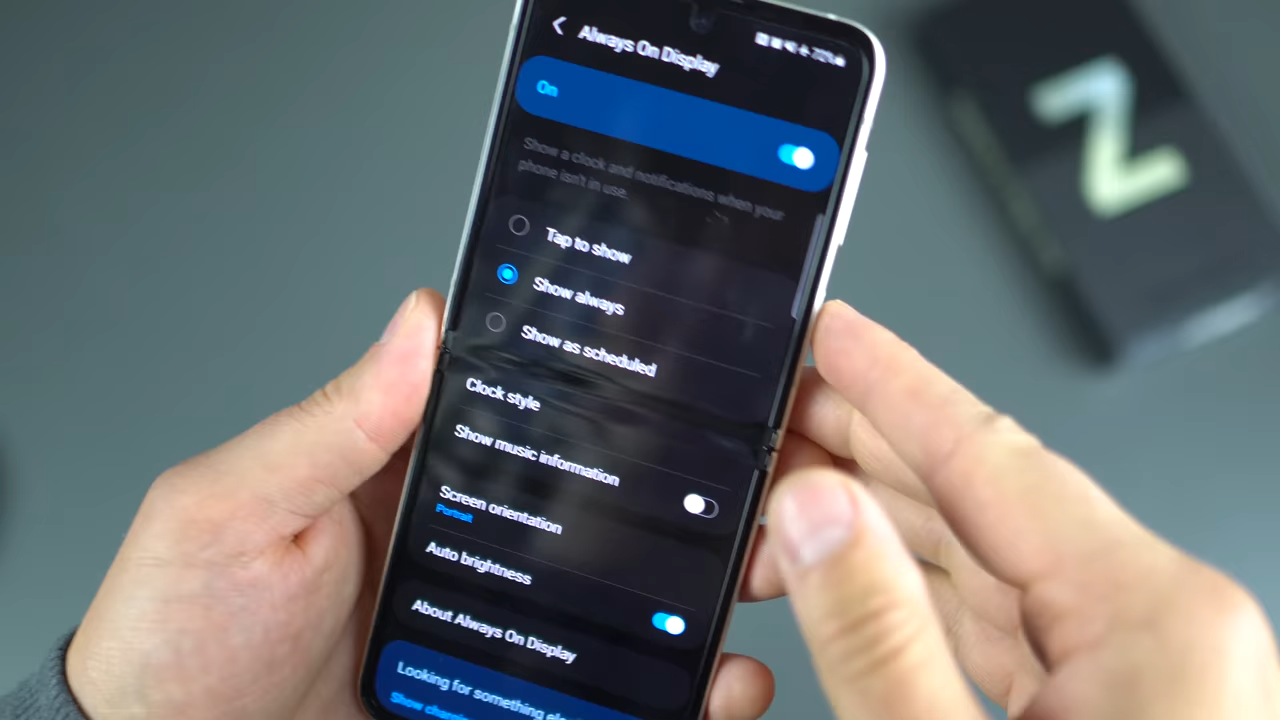 Always On Display
On
Show a clock and notifications when your
phone isn't in use.
Tap to show
Show always
Show as scheduled
Clock style
Show music information
Screen orientation
Portrait
Auto brightness
About Always On Display
Looking for something
Show
Z